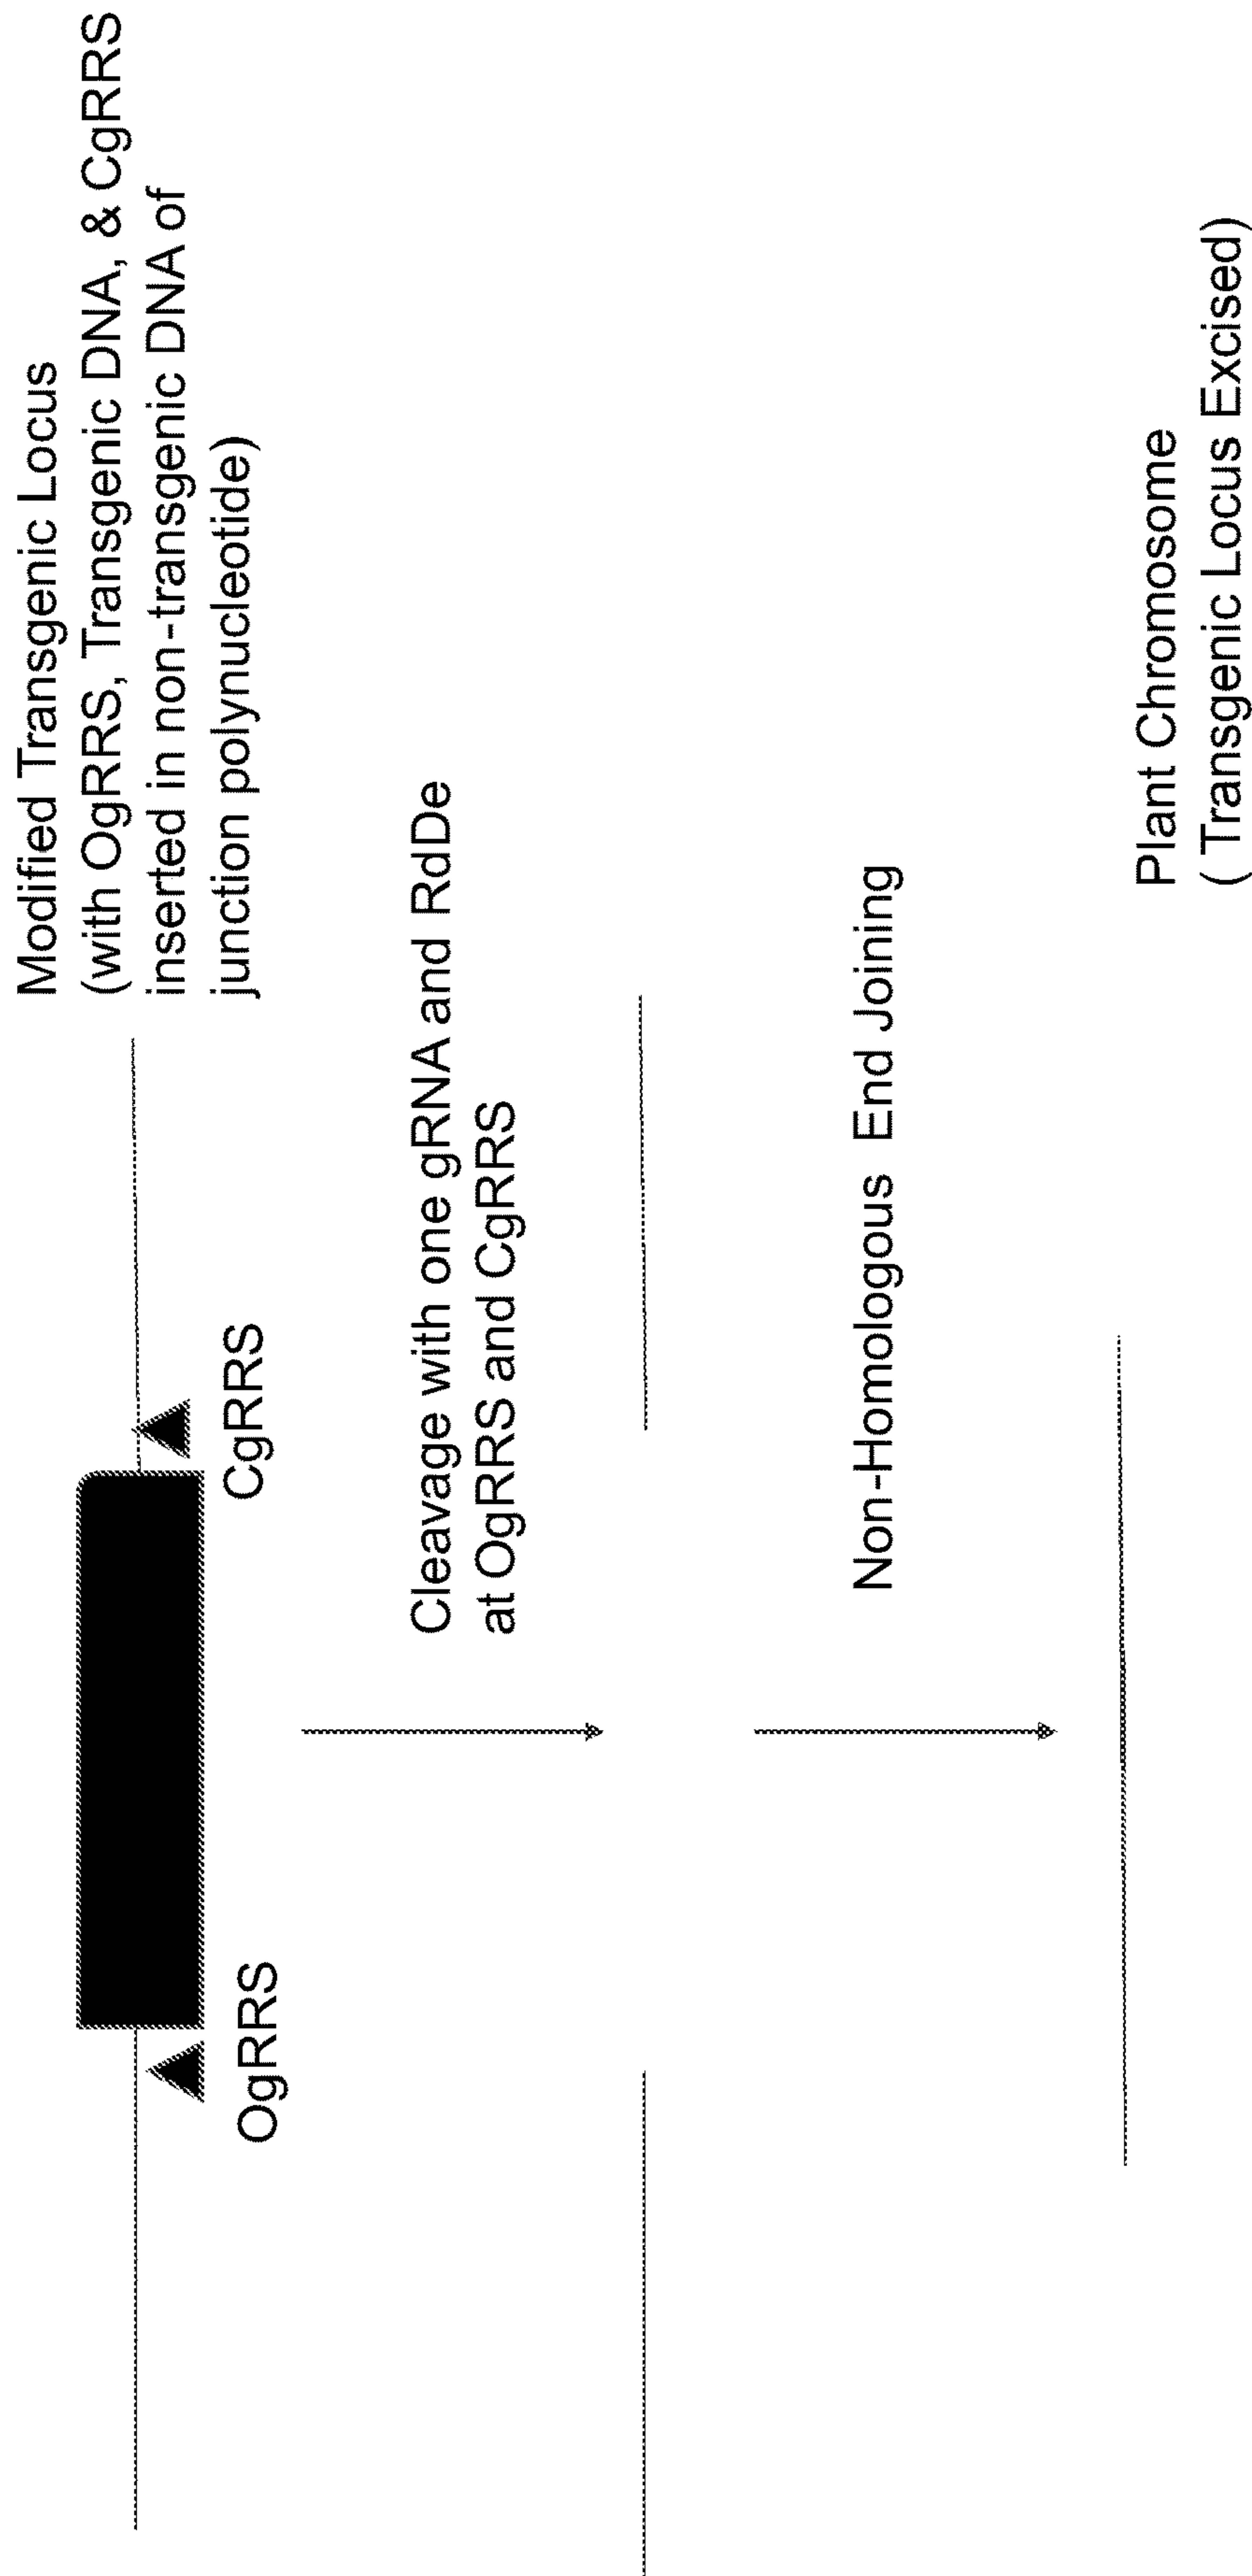 Modified Transgenic Locus
(with OgRRS, Transgenic DNA, & CgRRS
inserted in non-transgenic DNA of
junction polynucleotide)
OgRRS
CgRRS
Cleavage with one gRNA and RdDe
at OgRRS and CgRRS
Non-Homologous End Joining
Plant Chromosome
( Transgenic Locus Excised)